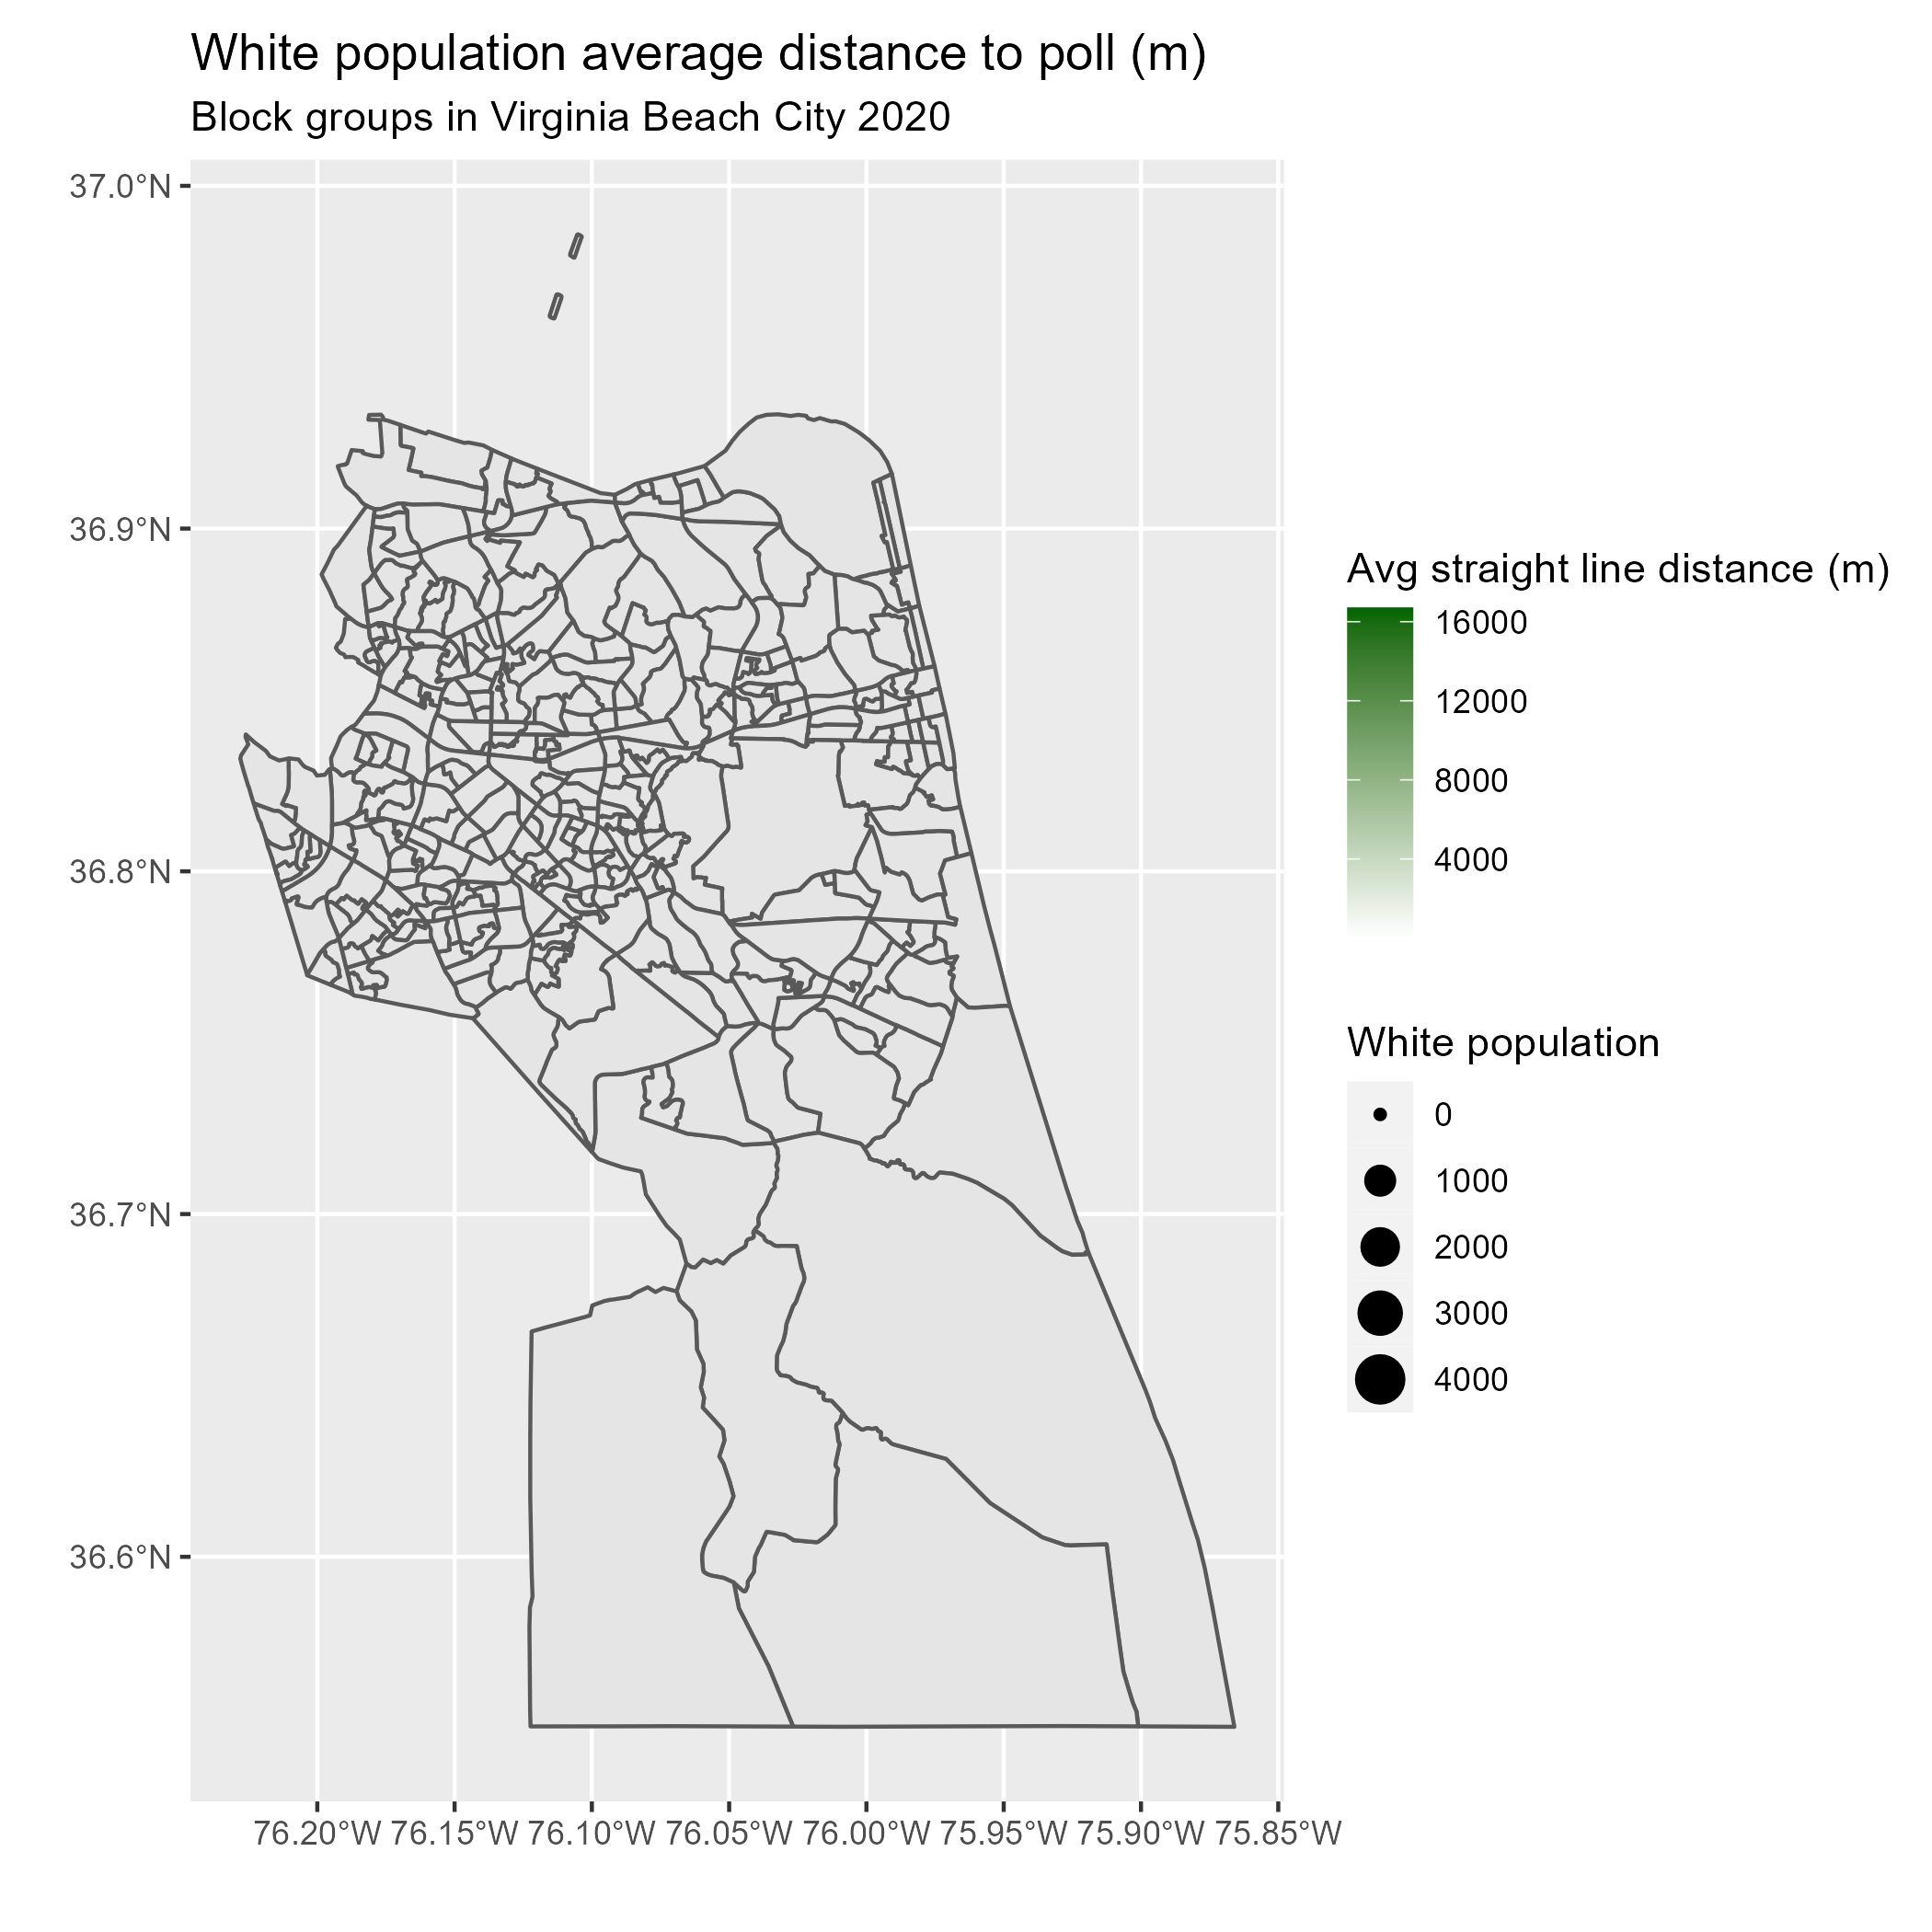 White population average distance to poll (m)
Block groups in Virginia Beach City 2020
37.0°N
36.9°N
36.8°N
36.7°N
36.6°N
76.20°W 76.15°W 76.10°W 76.05°W 76.00°W 75.95°W 75.90°W 75.85°W
Avg straight line distance (m)
16000
12000
8000
4000
White population
0
1000
2000
3000
4000